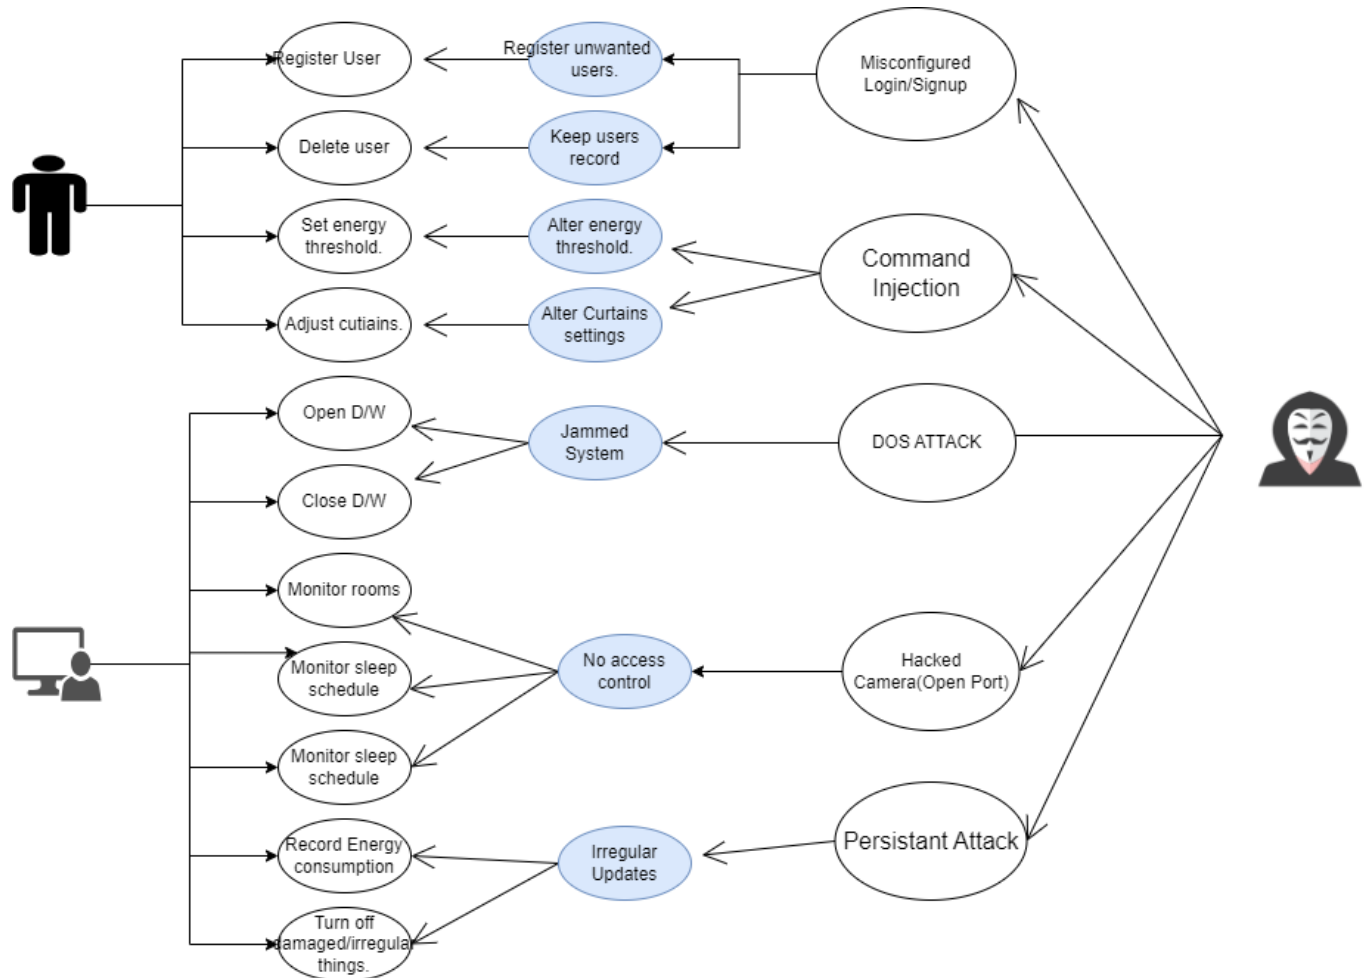 Register User
Register unwanted
users.
Misconfigured
Login/Signup
Delete user
Keep users
record
Set energy
threshold.
Alter energy
threshold.
Command
Injection
Adjust cutiains.
Alter Curtains
settings
Open D/W
Jammed
System
DOS ATTACK
Close D/W
Monitor rooms
Monitor sleep
schedule
No access
control
Hacked
Camera(Open Port)
Monitor sleep
schedule
Record Energy
consumption
Irregular
Updates
Persistant Attack
Turn off
damaged/irregular
things.